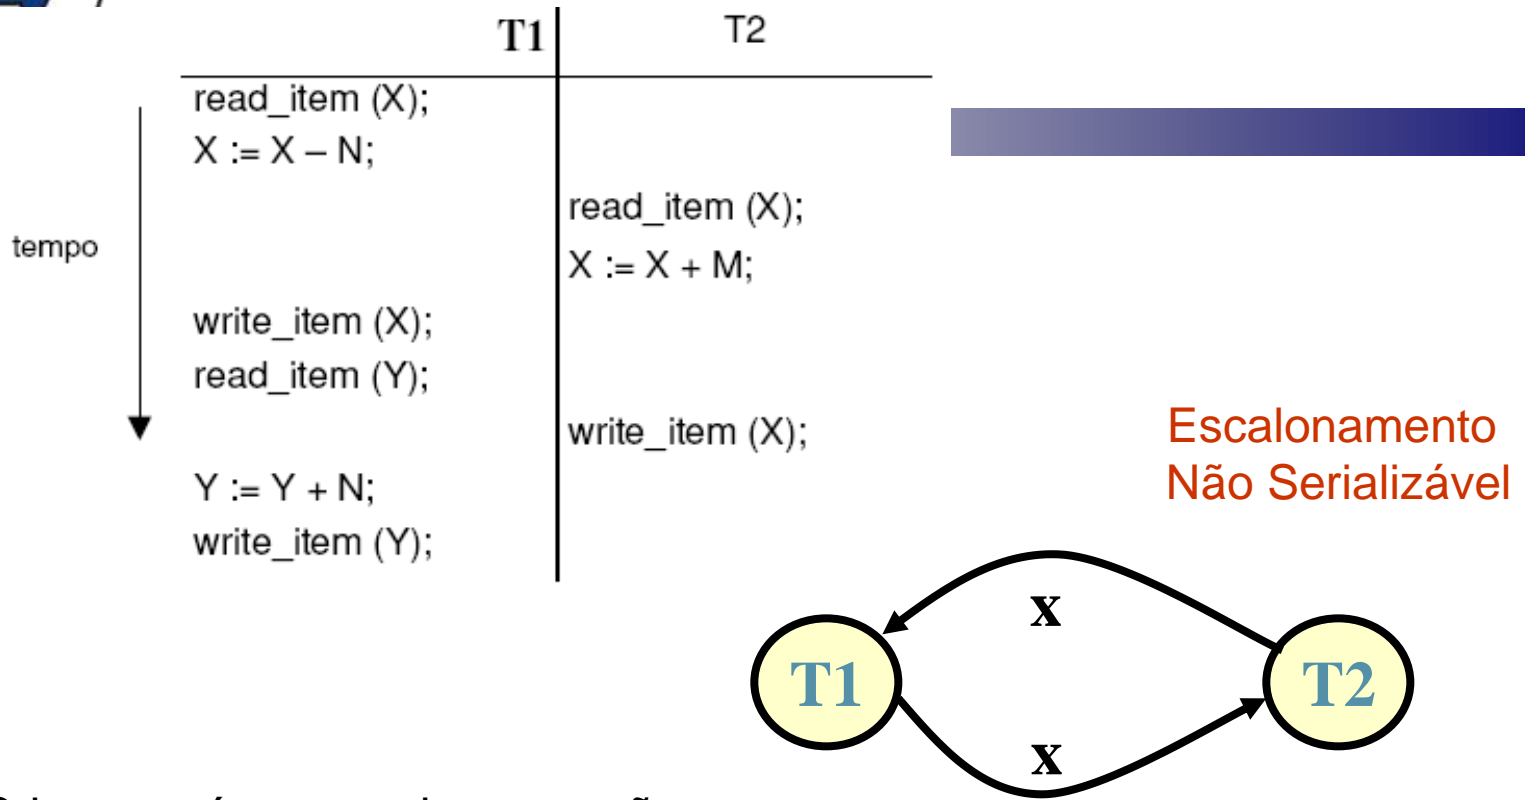 T1 T2
read_item (X);
X := X – N;
read_item (X);
tempo
X := X + M;
write_item (X);
read_item (Y);
write_item (X);
Escalonamento
Não Serializável
Y := Y + N;
write_item (Y);
x
T1 T2
x